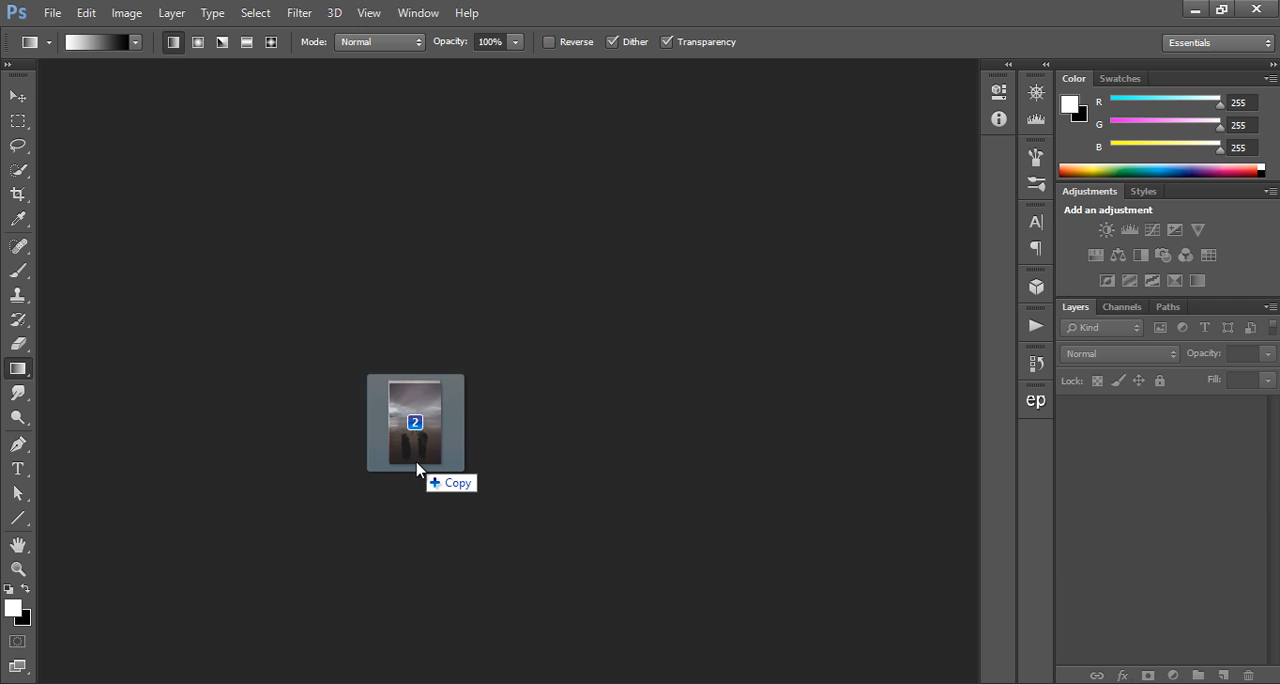 Ps File Edit Image Layer Type Select Filter 3D View Window Help
Mode: Normal Opacity: 100% Reverse Dither Transparency Essentials
Color Swatches
R 255
G 255
B 255
Adjustments Styles
Add an adjustment
Layers Channels Paths
Kind
Normal Opacity:
Lock: Fill:
ep
2
Copy